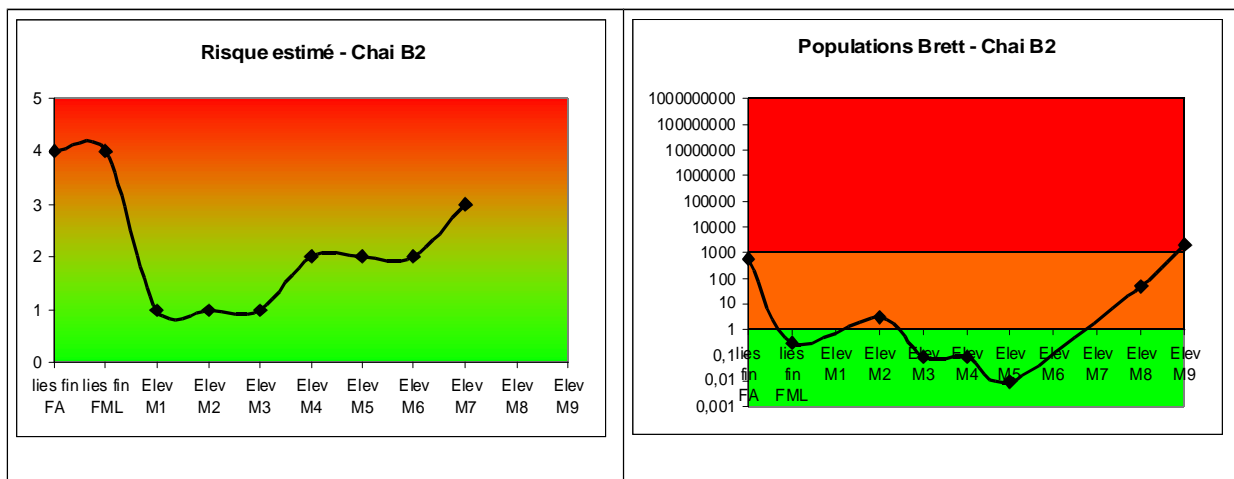 Risque estimé - Chai B2
5
4
3
2
1
0
lies fin lies fin Elev Elev Elev Elev Elev Elev Elev Elev Elev
FA FML M1 M2 M3 M4 M5 M6 M7 M8 M9
Populations Brett - Chai B2
1000000000
100000000
10000000
1000000
100000
10000
1000
100
10
1
0,1
0,01
0,001
lies lies Elev Elev Elev Elev Elev Elev Elev Elev Elev
fin fin M1 M2 M3 M4 M5 M6 M7 M8 M9
FA FML